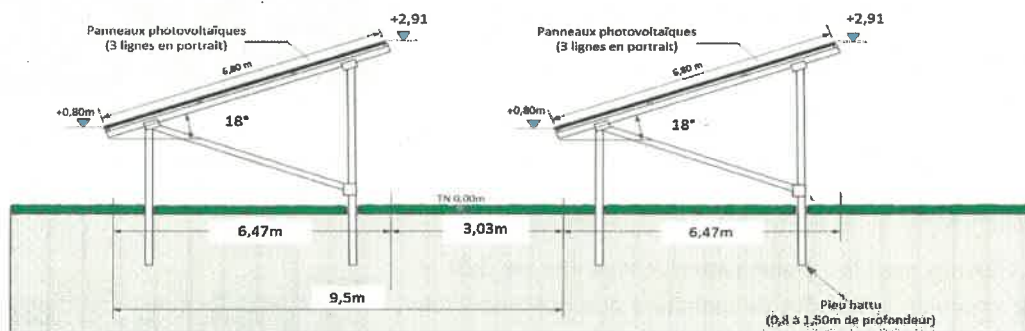 +2,91
Panneaux photovoltaïques
(3 lignes en portrait)
6,80 m
+0,80m
18°
+2,91
Panneaux photovoltaïques
(3 lignes en portrait)
6,80 m
+0,80m
18°
TN 0,00m
6,47m
3,03m
6,47m
9,5m
Pieu battu
(0,8 à 1,50m de profondeur)